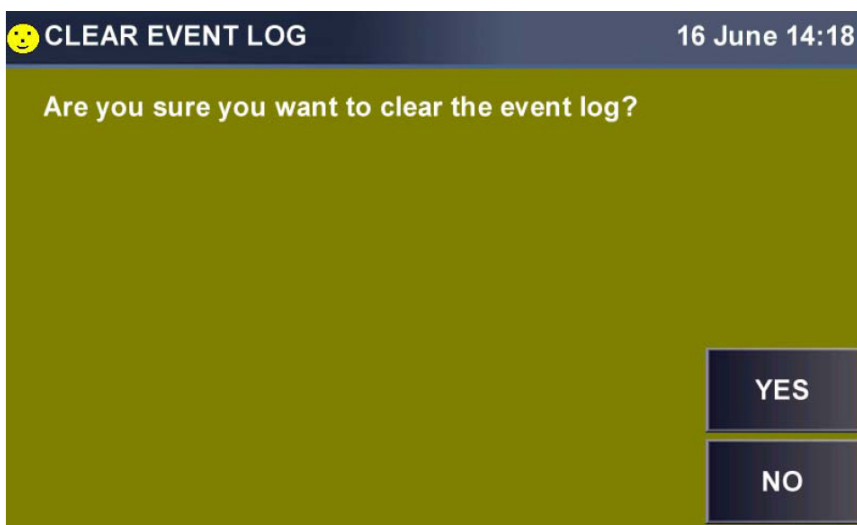 CLEAR EVENT LOG
16 June 14:18
Are you sure you want to clear the event log?
YES
NO